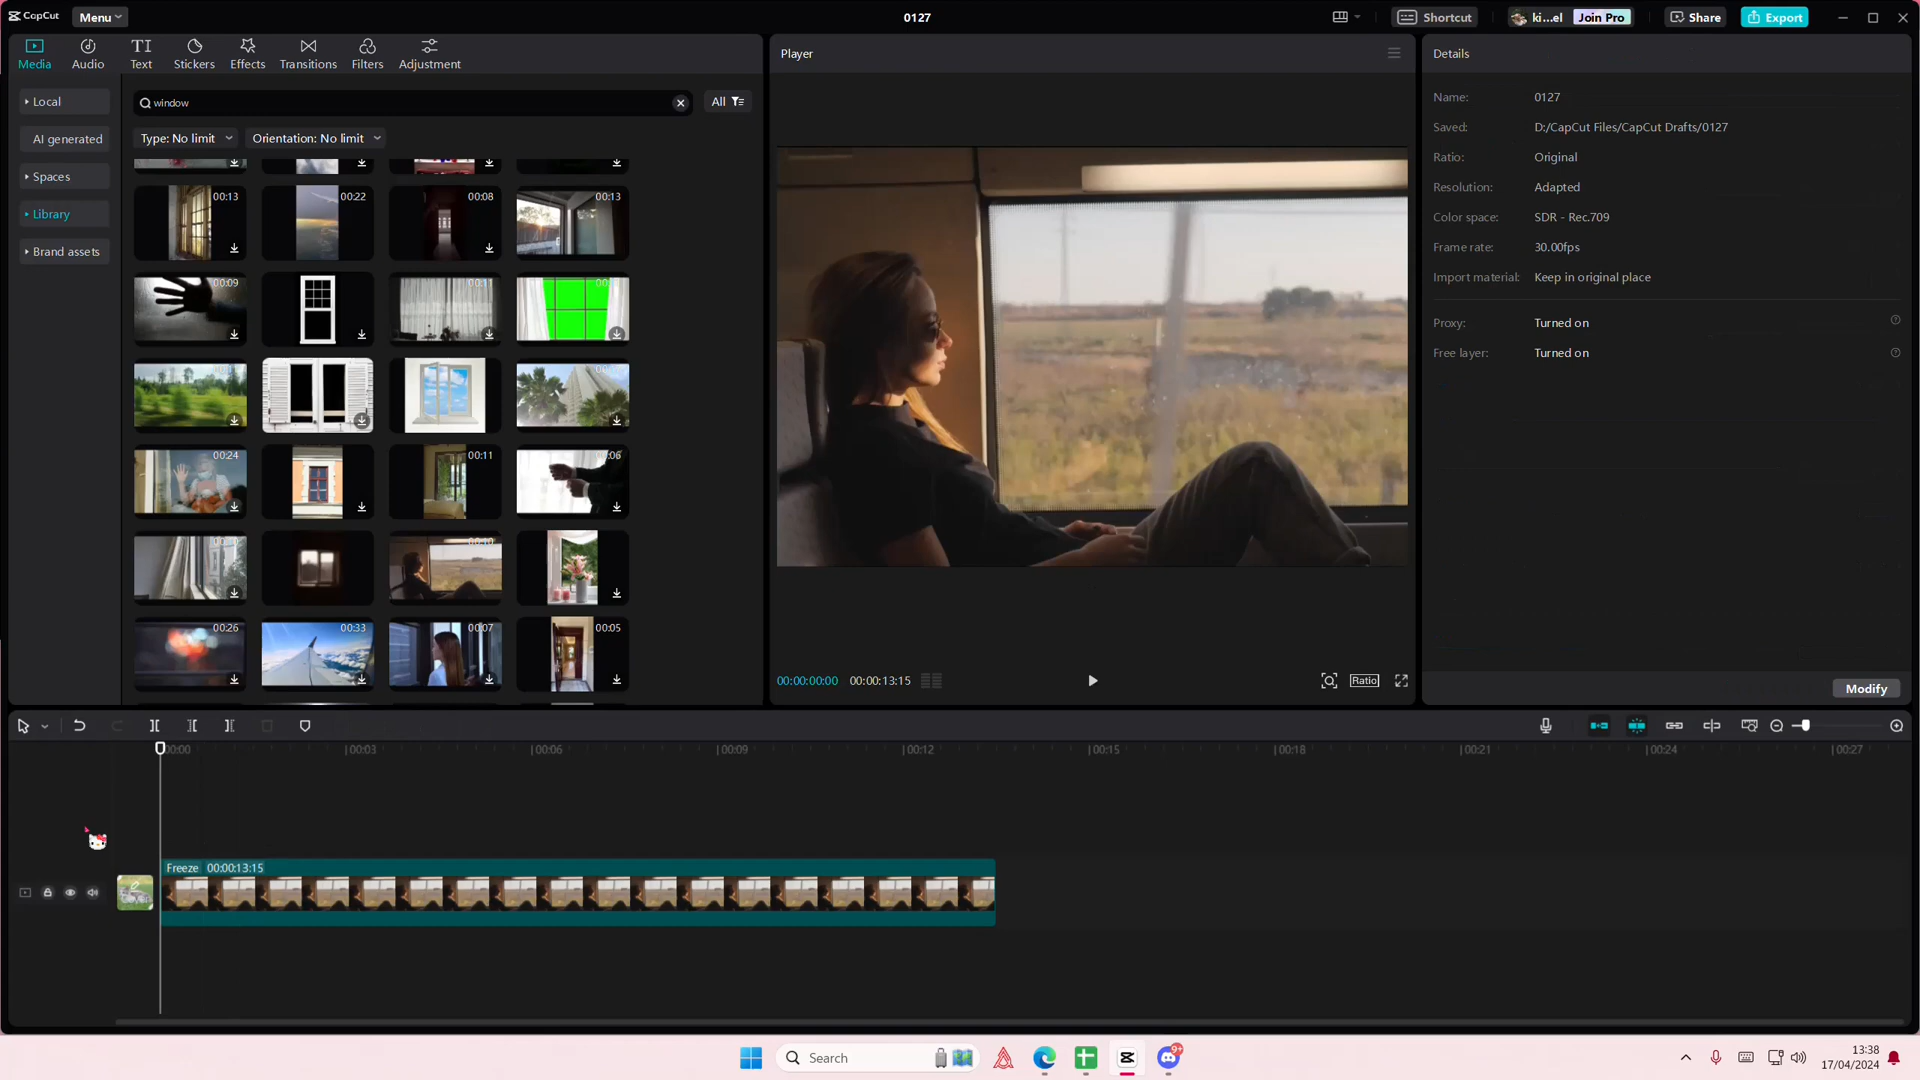 CapCut Menu 0127 Shortcut ki...el Join Pro Share Export
Media Audio Text Stickers Effects Transitions Filters Adjustment
Player
Details
Local
AI generated
Spaces
Library
Brand assets
window All
Type: No limit Orientation: No limit
00:13 00:22 00:08 00:13
00:09
00:24 00:11 00:06
00:26 00:33 00:07 00:05
00:00:00:00 00:00:13:15 Ratio
Name: 0127
Saved: D:/CapCut Files/CapCut Drafts/0127
Ratio: Original
Resolution: Adapted
Color space: SDR - Rec.709
Frame rate: 30.00fps
Import material: Keep in original place
Proxy: Turned on
Free layer: Turned on
Modify
00:00 00:03 00:06 00:09 00:12 00:15 00:18 00:21 00:24 00:27
Freeze 00:00:13:15
Search
9+
13:38
17/04/2024